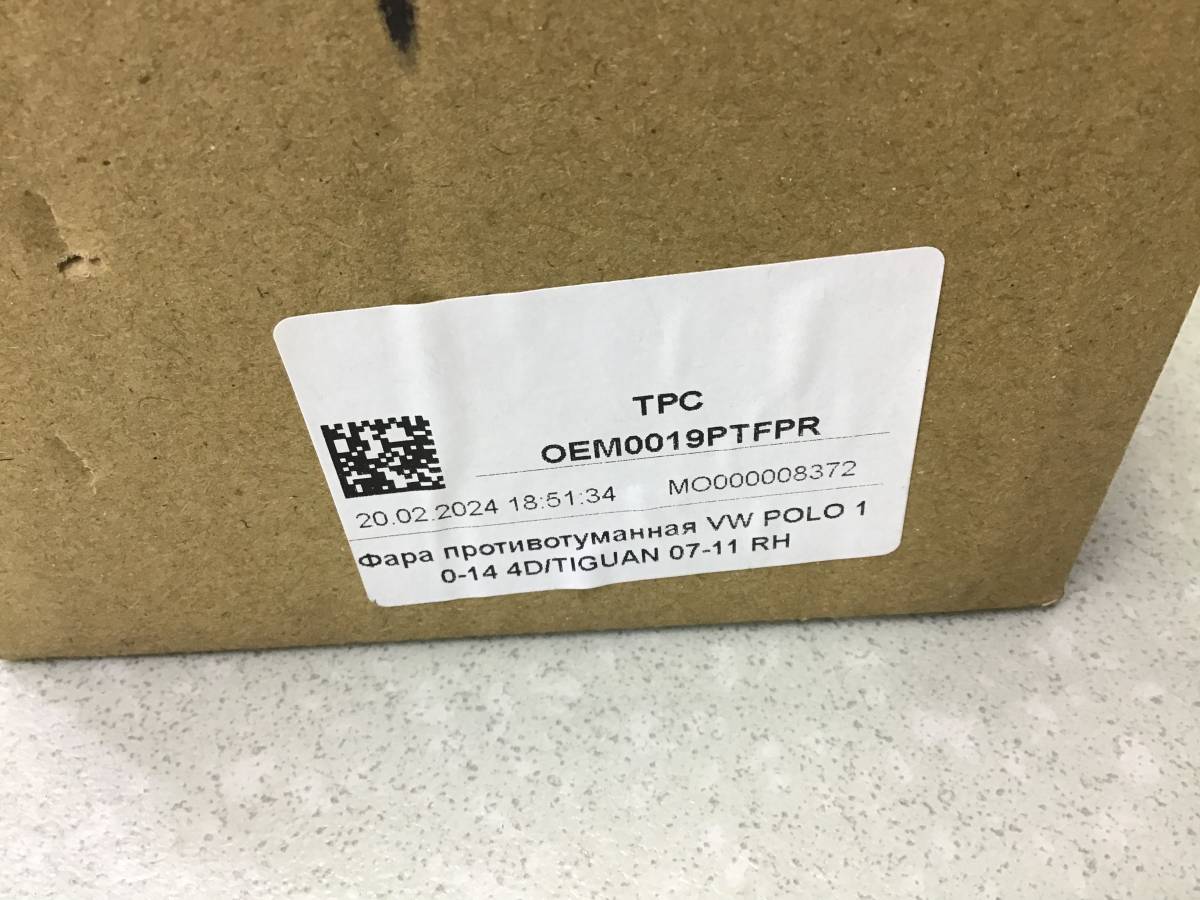 TPC
OEM0019PTFPR
20.02.2024 18:51:34 MO000008372
Фара противотуманная VW POLO 1
0-14 4D/TIGUAN 07-11 RH